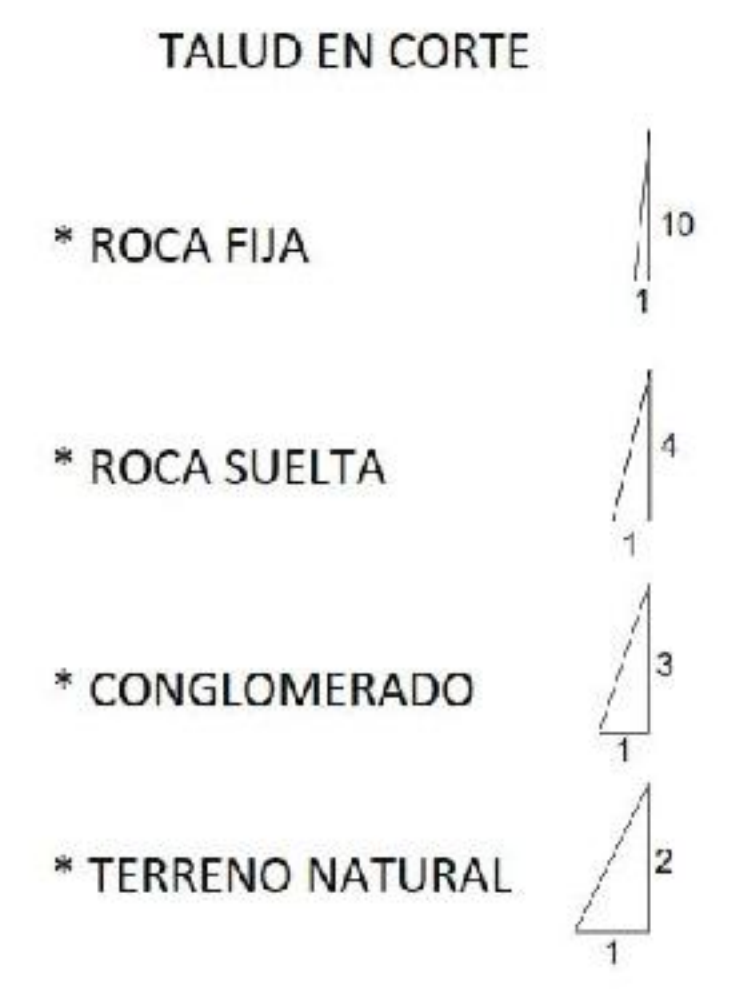 TALUD EN CORTE
* ROCA FIJA
10
1
* ROCA SUELTA
4
1
* CONGLOMERADO
3
1
* TERRENO NATURAL
2
1